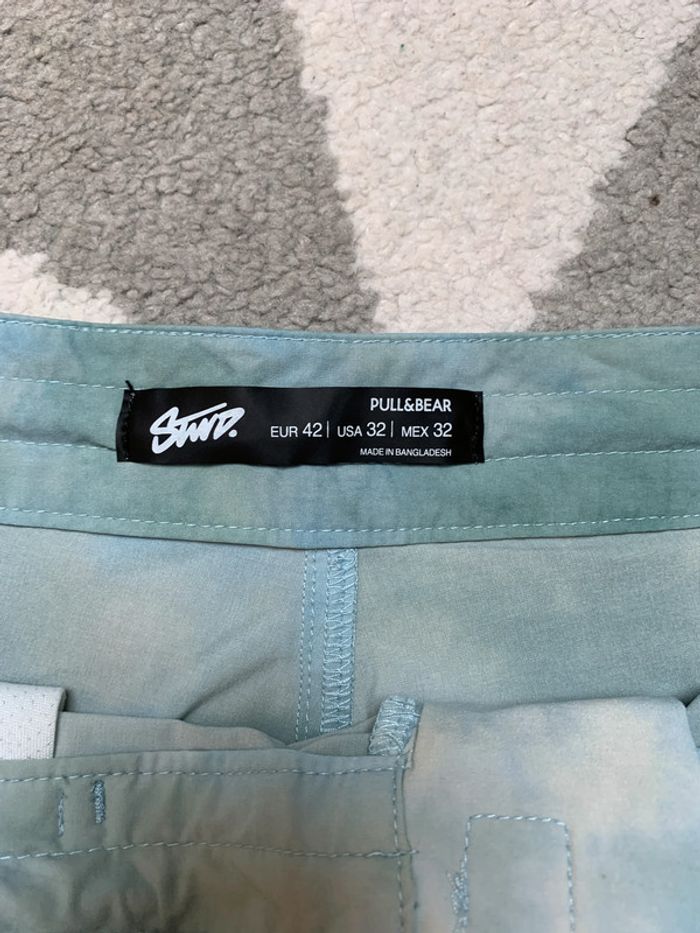 STWD.
PULL&BEAR
EUR 42 | USA 32 | MEX 32
MADE IN BANGLADESH